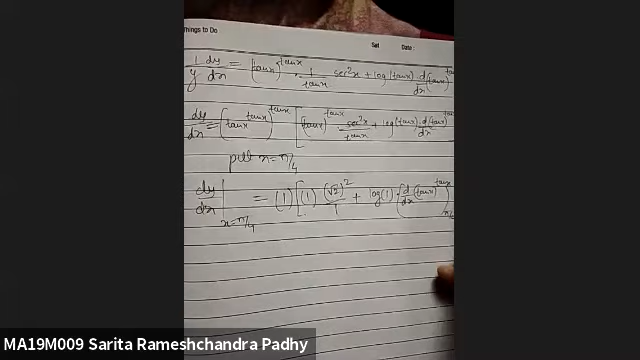 Things to Do
Sat Date :
1/y dy/dx = (tanx)^tanx · 1/tanx sec²x + log(tanx) · d/dx (tanx)^tanx
dy/dx = (tanx^tanx)^tanx [(tanx)^tanx · sec²x/tanx + log(tanx) · d/dx (tanx)^tanx
put x = π/4
dy/dx |x=π/4 = (1) [(1) (√2)²/1 + log(1) · (d/dx (tanx)^tanx)π/4
MA19M009 Sarita Rameshchandra Padhy